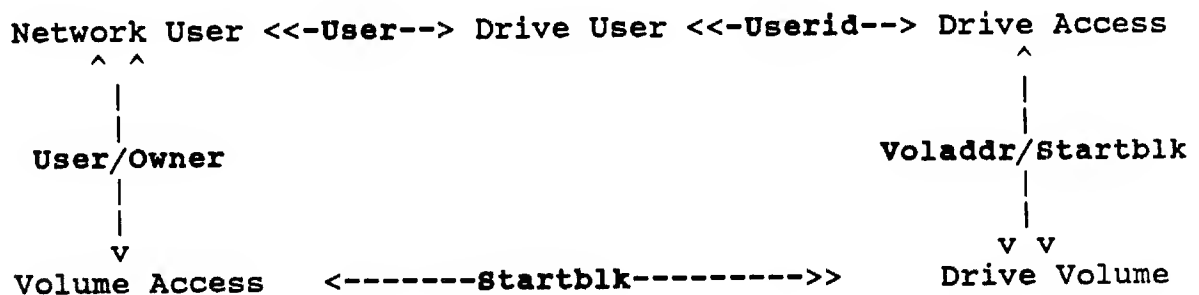 Network User <<-User--> Drive User <<-Userid--> Drive Access
^ ^ ^
| |
| |
User/Owner Voladdr/Startblk
| |
| |
v v v
Volume Access <-------Startblk--------->> Drive Volume